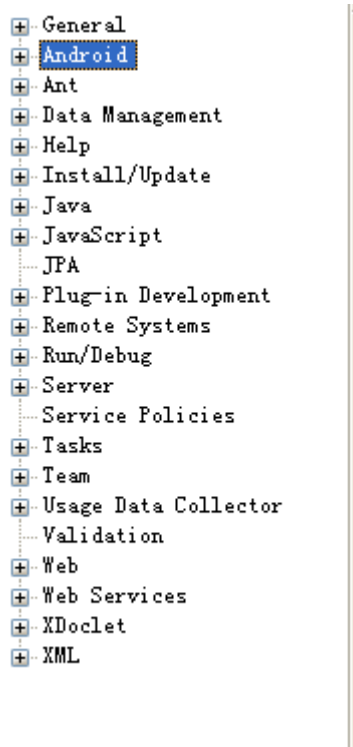 General
Android
Ant
Data Management
Help
Install/Update
Java
JavaScript
JPA
Plug-in Development
Remote Systems
Run/Debug
Server
Service Policies
Tasks
Team
Usage Data Collector
Validation
Web
Web Services
XDoclet
XML